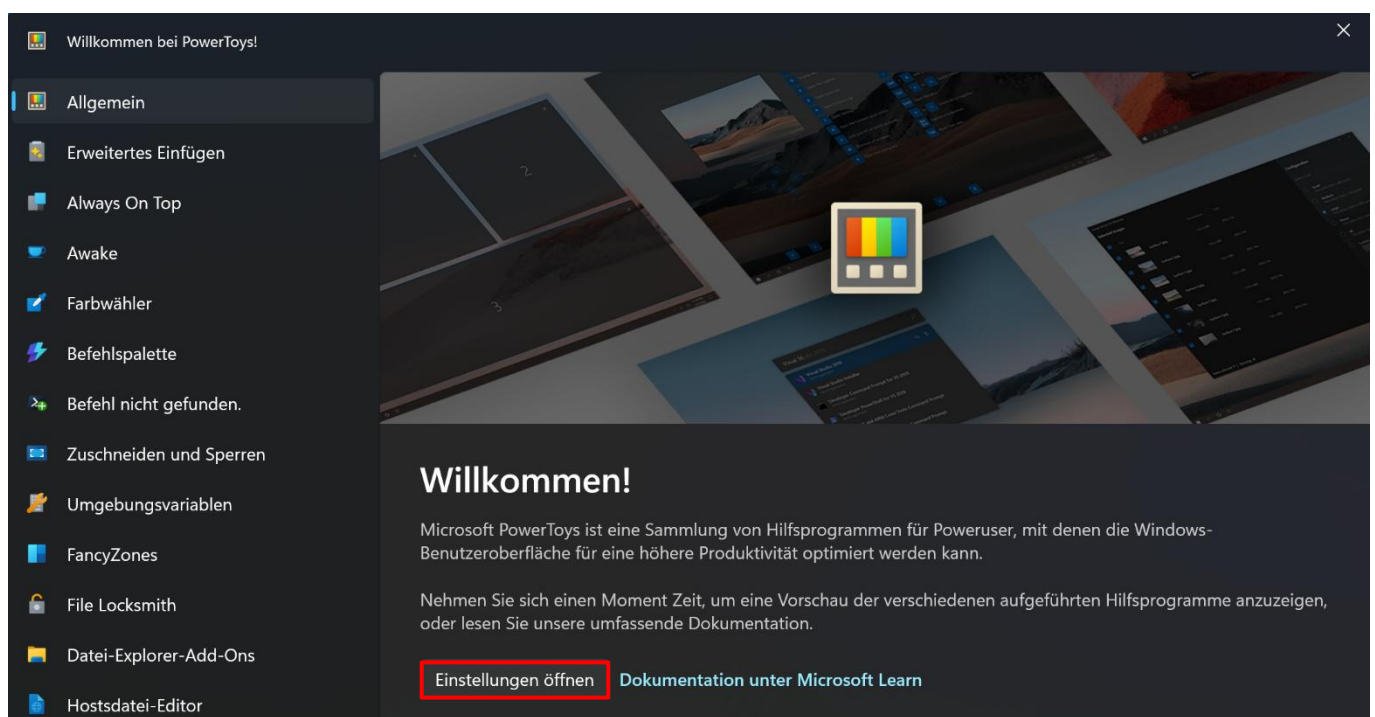 Willkommen bei PowerToys!
Allgemein
Erweitertes Einfügen
Always On Top
Awake
Farbwähler
Befehlspalette
Befehl nicht gefunden.
Zuschneiden und Sperren
Umgebungsvariablen
FancyZones
File Locksmith
Datei-Explorer-Add-Ons
Hostsdatei-Editor
2
3
Willkommen!
Microsoft PowerToys ist eine Sammlung von Hilfsprogrammen für Poweruser, mit denen die Windows-
Benutzeroberfläche für eine höhere Produktivität optimiert werden kann.
Nehmen Sie sich einen Moment Zeit, um eine Vorschau der verschiedenen aufgeführten Hilfsprogramme anzuzeigen,
oder lesen Sie unsere umfassende Dokumentation.
Einstellungen öffnen Dokumentation unter Microsoft Learn